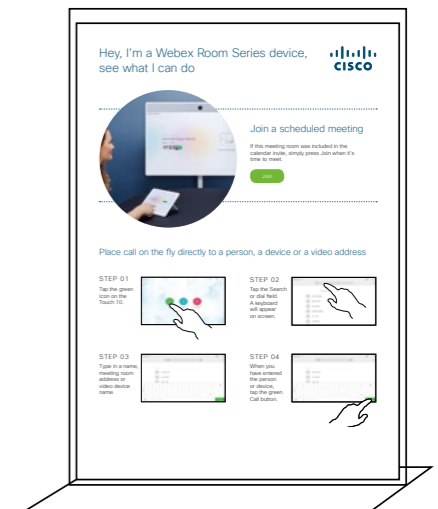 Hey, I'm a Webex Room Series device,
see what I can do
CISCO
Join a scheduled meeting
If this meeting room was included in the
calendar invite, simply press Join when it's
time to meet.
Join
Place call on the fly directly to a person, a device or a video address
STEP 01
Tap the green
icon on the
Touch 10.
STEP 02
Tap the Search
or dial field.
A keyboard
will appear
on screen.
STEP 03
Type in a name,
meeting room
address or
video device
name.
STEP 04
When you
have entered
the person
or device,
tap the green
Call button.